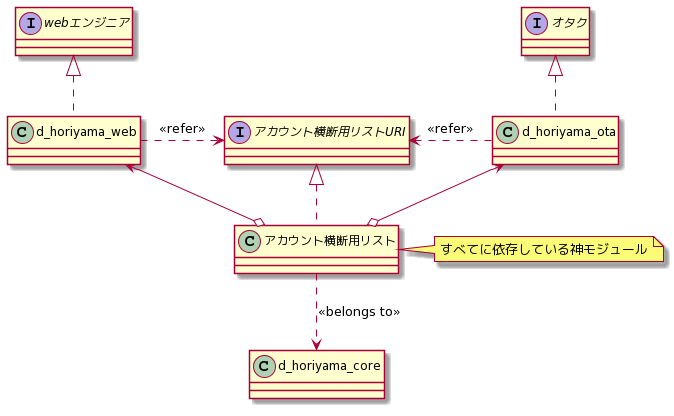 I webエンジニア
I オタク
C d_horiyama_web
«refer»
I アカウント横断用リストURI
«refer»
C d_horiyama_ota
C アカウント横断用リスト
すべてに依存している神モジュール
«belongs to»
C d_horiyama_core